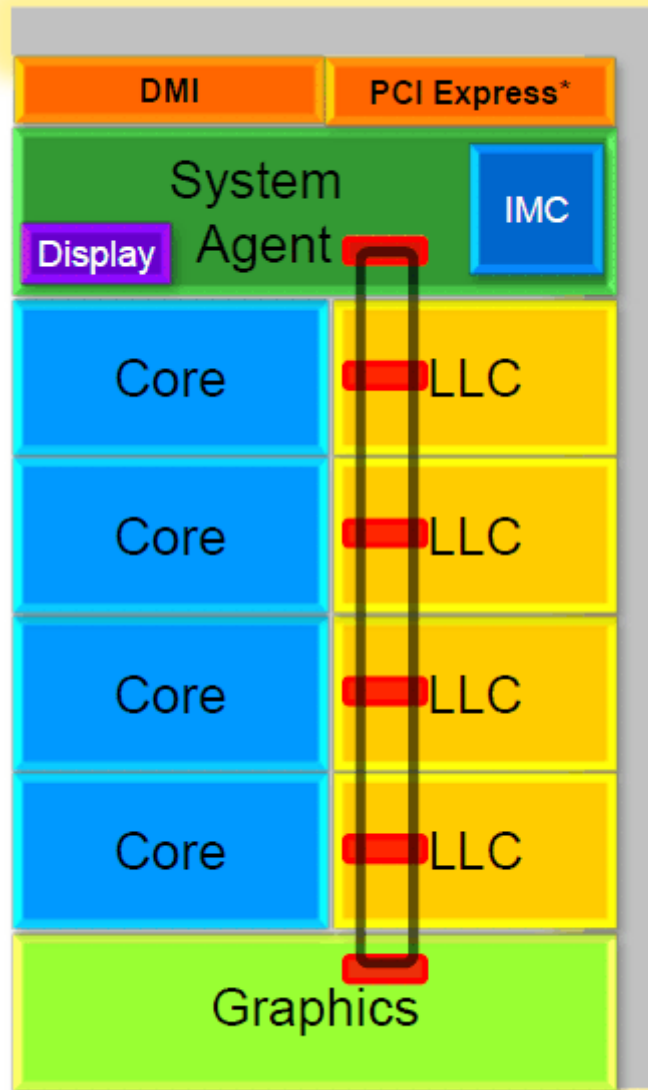 DMI
PCI Express*
System
Agent
IMC
Display
Core
LLC
Core
LLC
Core
LLC
Core
LLC
Graphics